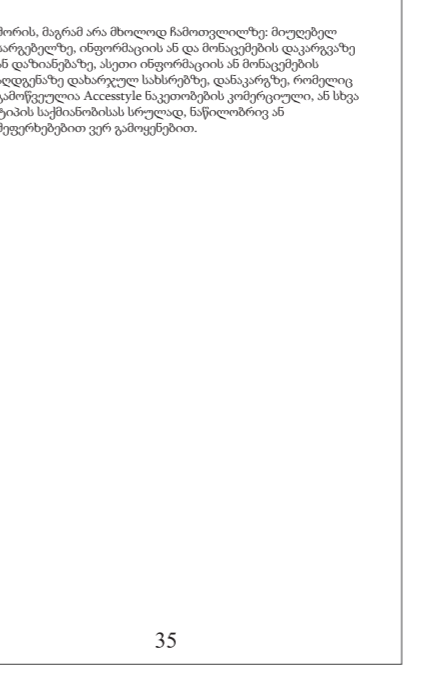 შორის, მაგრამ არა მხოლოდ ჩამოთვლილზე: მიუღებელ
სარგებელზე, ინფორმაციის ან და მონაცემების დაკარგვაზე
ან დაზიანებაზე, ასეთი ინფორმაციის ან მონაცემების
აღდგენაზე დახარჯულ სახსრებზე, დანაკარგზე, რომელიც
გამოწვეულია Accesstyle ნაკეთობების კომერციული, ან სხვა
ტიპის საქმიანობისას სრულად, ნაწილობრივ ან
შეფერხებებით ვერ გამოყენებით.
35